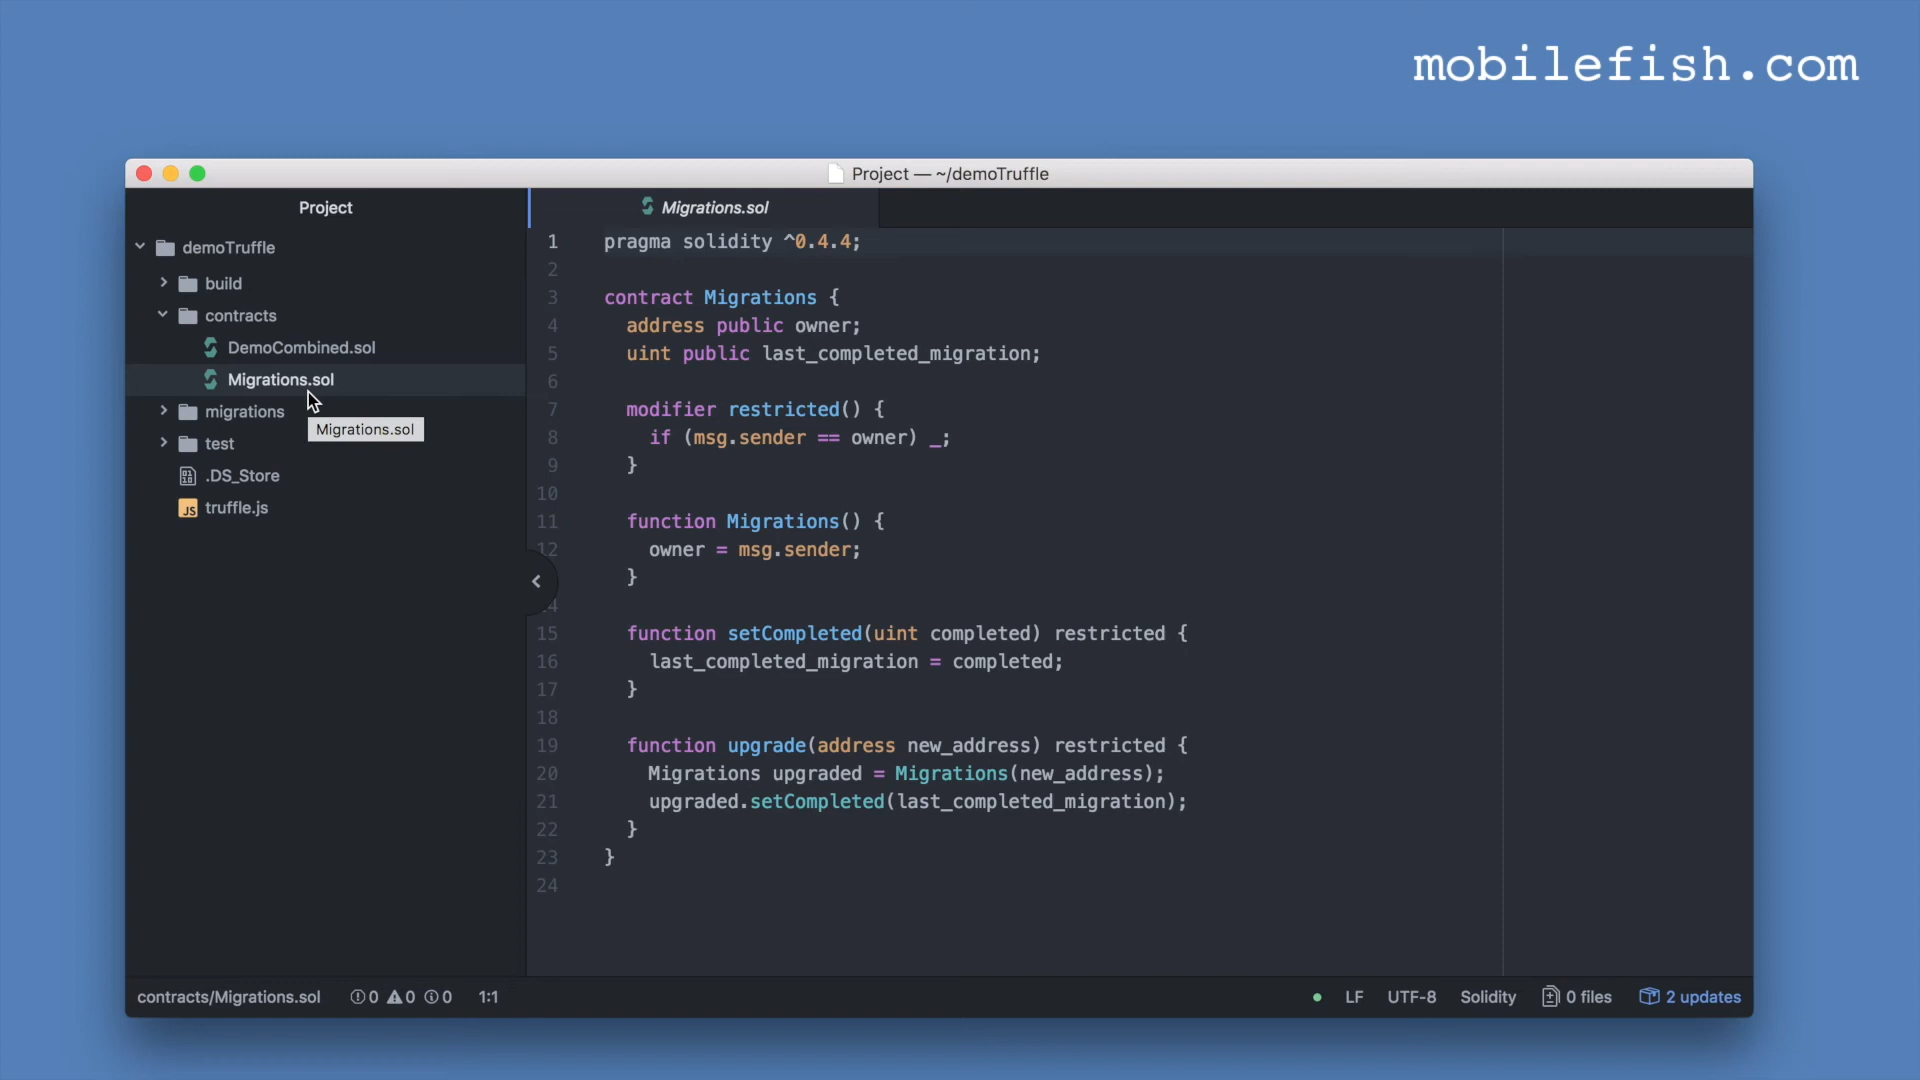 mobilefish.com
Project — ~/demoTruffle
Project
demoTruffle
build
contracts
DemoCombined.sol
Migrations.sol
migrations
Migrations.sol
test
.DS_Store
JS truffle.js
Migrations.sol
1 pragma solidity ^0.4.4;
2
3 contract Migrations {
4 address public owner;
5 uint public last_completed_migration;
6
7 modifier restricted() {
8 if (msg.sender == owner) _;
9 }
10
11 function Migrations() {
12 owner = msg.sender;
}
4
15 function setCompleted(uint completed) restricted {
16 last_completed_migration = completed;
17 }
18
19 function upgrade(address new_address) restricted {
20 Migrations upgraded = Migrations(new_address);
21 upgraded.setCompleted(last_completed_migration);
22 }
23 }
24
contracts/Migrations.sol 0 0 0 1:1 LF UTF-8 Solidity 0 files 2 updates